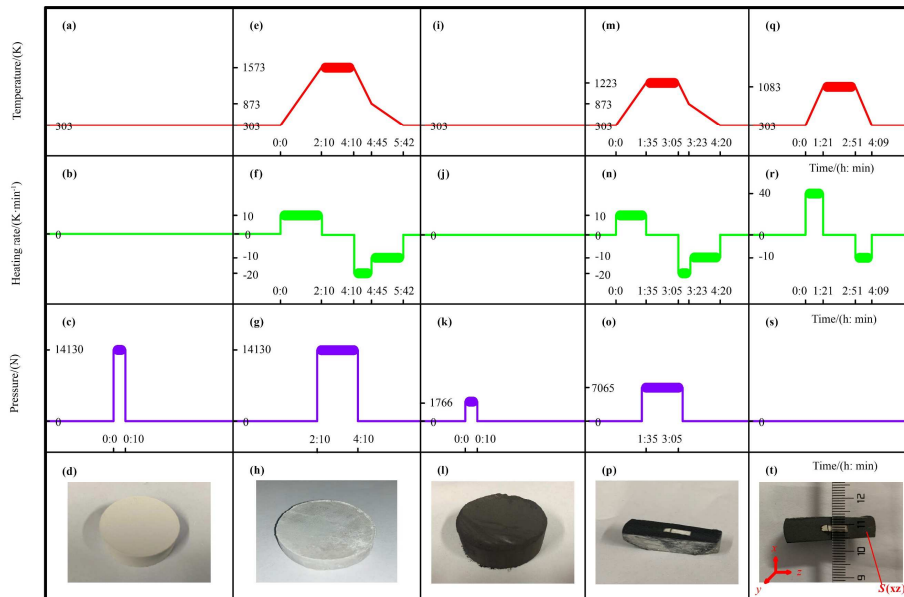 (a) (e) (i) (m) (q)
Temperature/(K)
1573
1223
1083
873
873
303
303
303
303
303
0:0 2:10 4:10 4:45 5:42
0:0 1:35 3:05 3:23 4:20
0:0 1:21 2:51 4:09
Time/(h: min)
(b) (f) (j) (n) (r)
Heating rate/(K·min⁻¹)
40
10
10
0
0
0
0
0
-10
-10
-10
-20
-20
0:0 2:10 4:10 4:45 5:42
0:0 1:35 3:05 3:23 4:20
0:0 1:21 2:51 4:09
Time/(h: min)
(c) (g) (k) (o) (s)
Pressure/(N)
14130
14130
7065
1766
0
0
0
0
0
0:0 0:10
2:10 4:10
0:0 0:10
1:35 3:05
Time/(h: min)
(d) (h) (l) (p) (t)
12
11
10
9
x
z
y
S(xz)